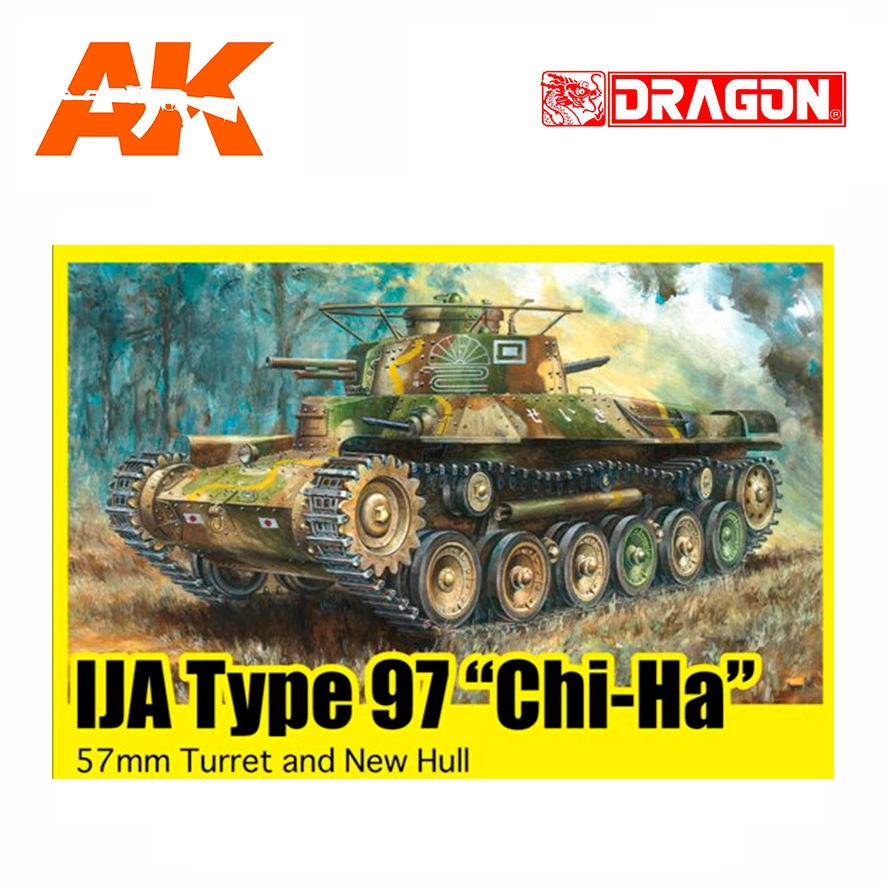 AK
DRAGON®
せいき
IJA Type 97 “Chi-Ha”
57mm Turret and New Hull